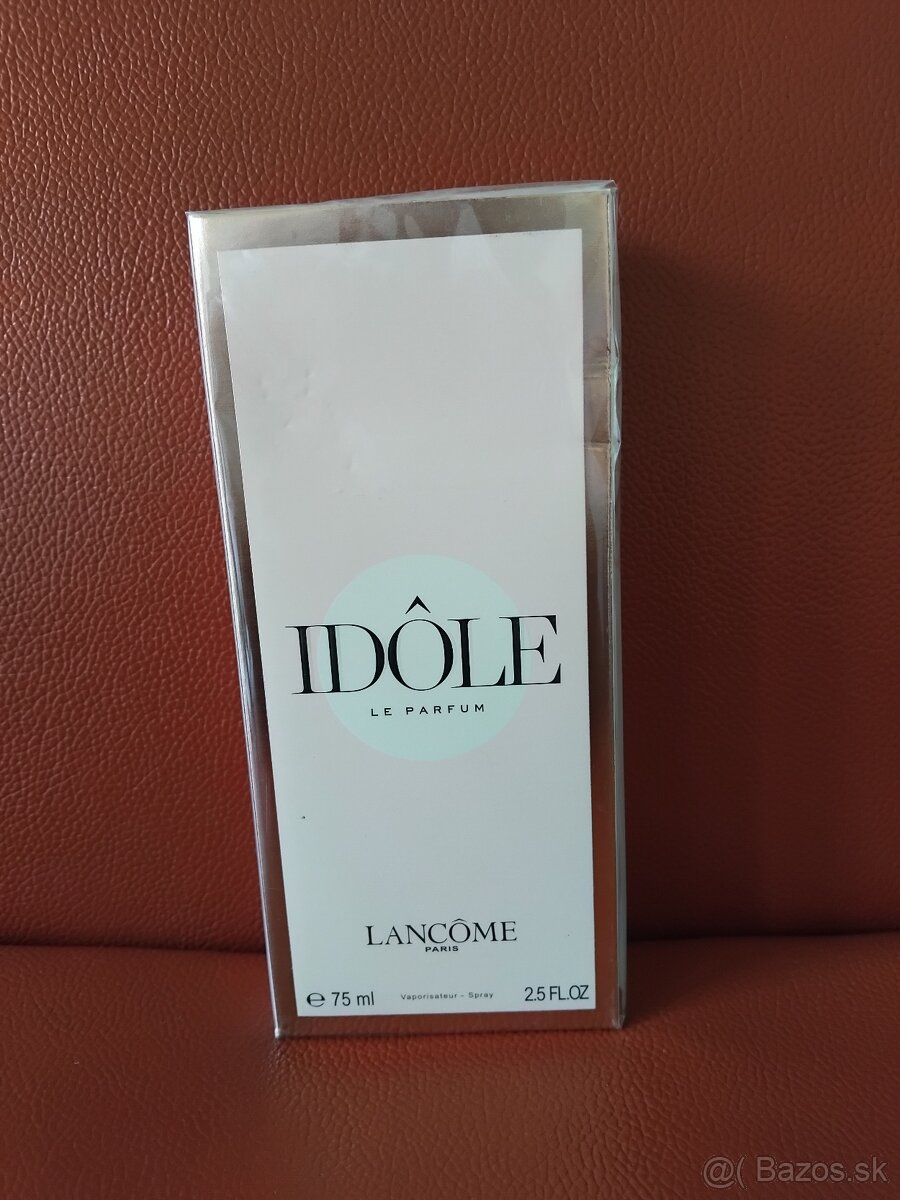 IDÔLE
LE PARFUM
LANCÔME
PARIS
℮ 75 ml Vaporisateur - Spray 2.5 FL.OZ
@( Bazos.sk